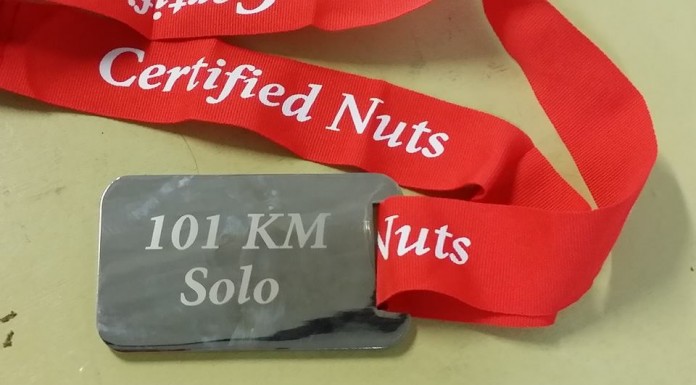 Certified Nuts
101 KM
Solo
Nuts